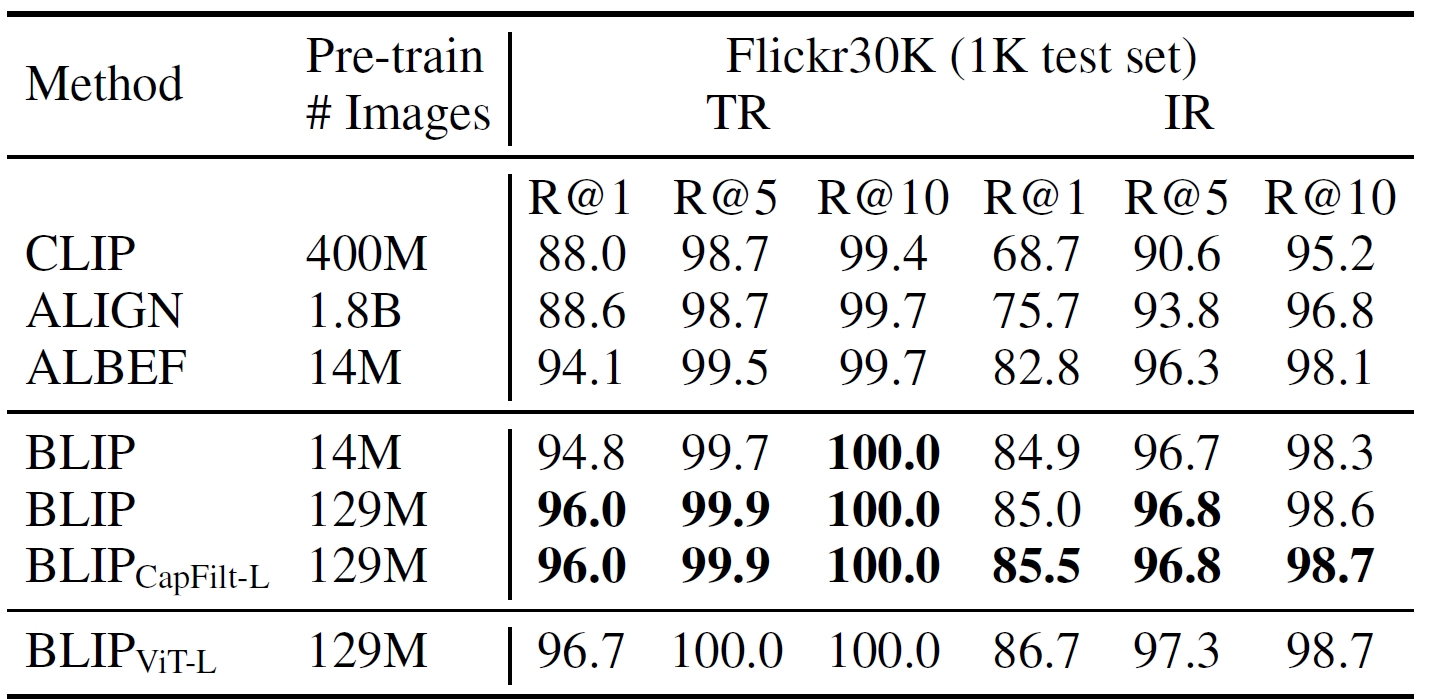 Method Pre-train # Images Flickr30K (1K test set)
TR IR
R@1 R@5 R@10 R@1 R@5 R@10
CLIP 400M 88.0 98.7 99.4 68.7 90.6 95.2
ALIGN 1.8B 88.6 98.7 99.7 75.7 93.8 96.8
ALBEF 14M 94.1 99.5 99.7 82.8 96.3 98.1
BLIP 14M 94.8 99.7 100.0 84.9 96.7 98.3
BLIP 129M 96.0 99.9 100.0 85.0 96.8 98.6
BLIP CapFilt-L 129M 96.0 99.9 100.0 85.5 96.8 98.7
BLIP ViT-L 129M 96.7 100.0 100.0 86.7 97.3 98.7